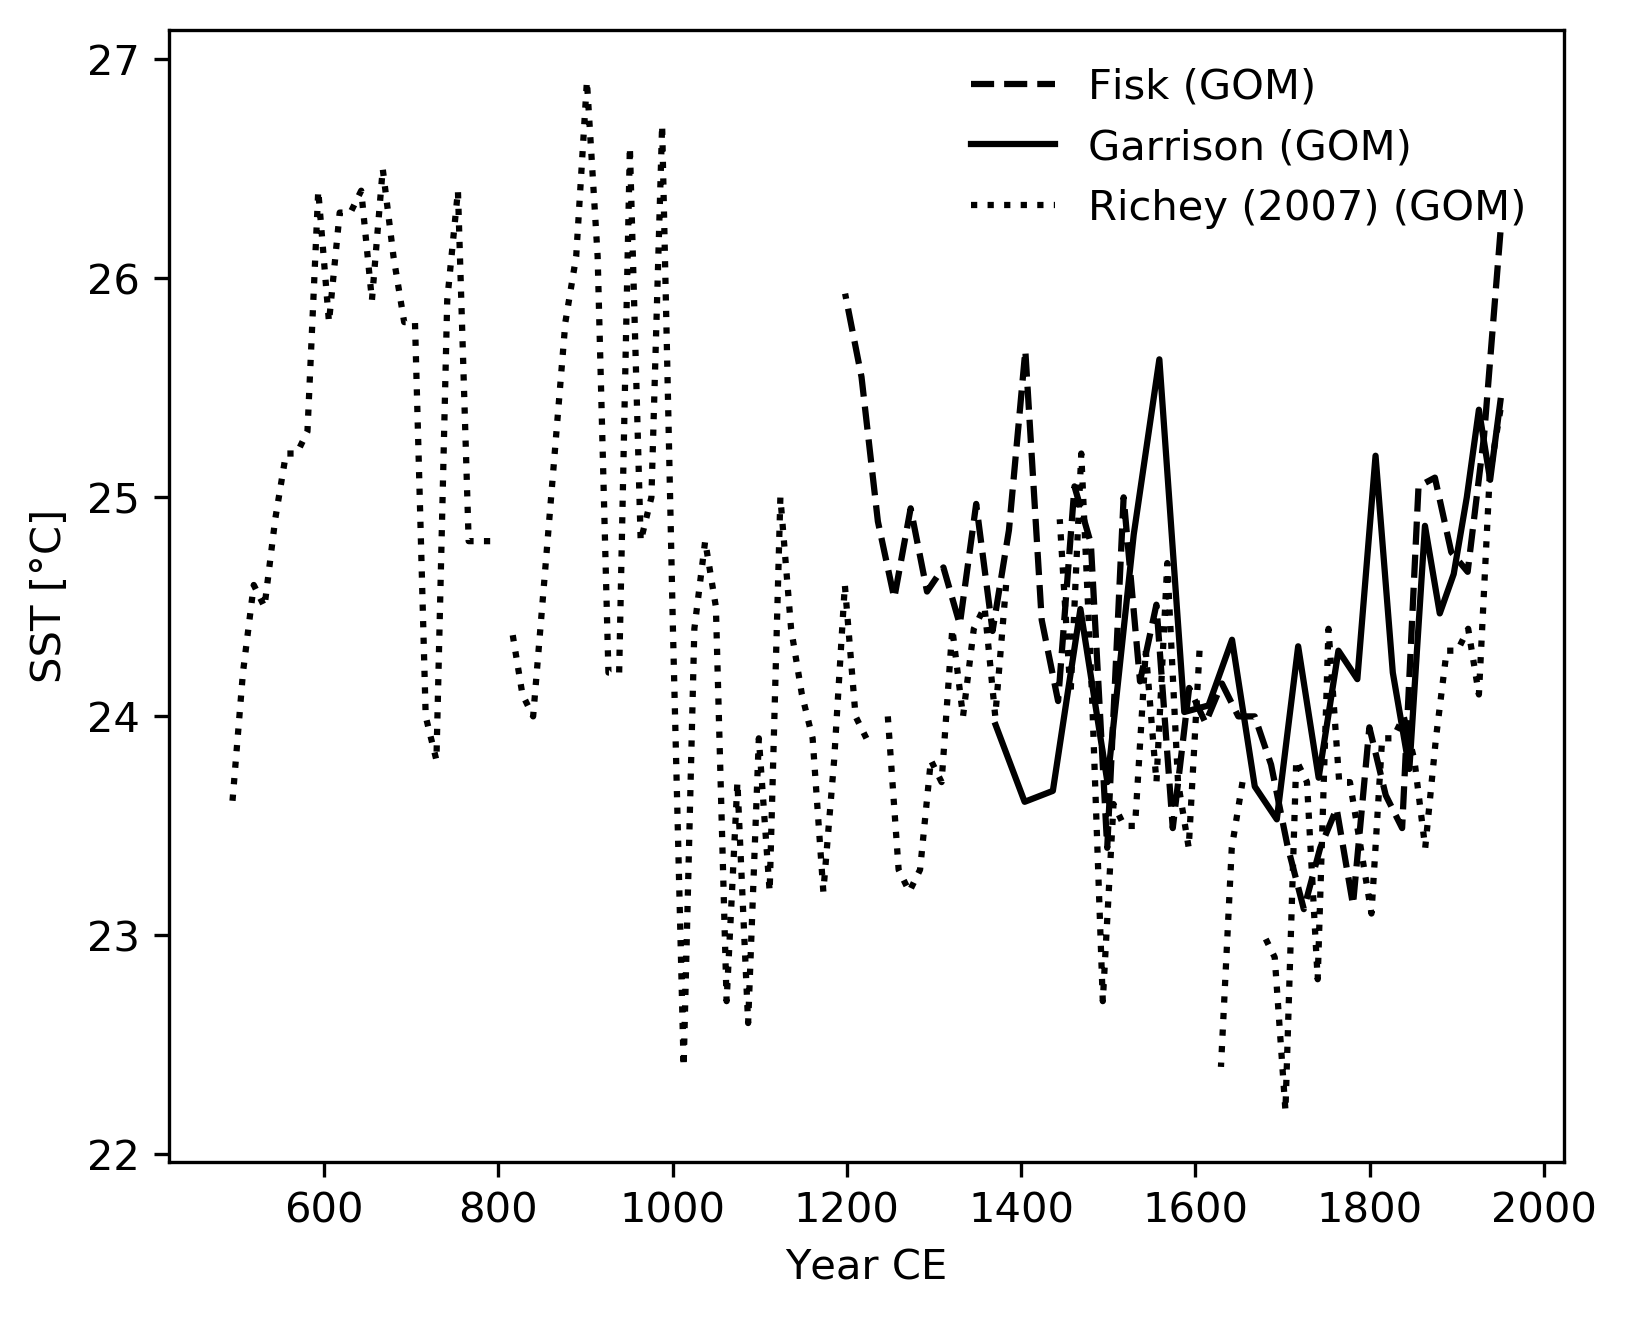 27
26
25
24
23
22
SST [°C]
Fisk (GOM)
Garrison (GOM)
Richey (2007) (GOM)
600 800 1000 1200 1400 1600 1800 2000
Year CE